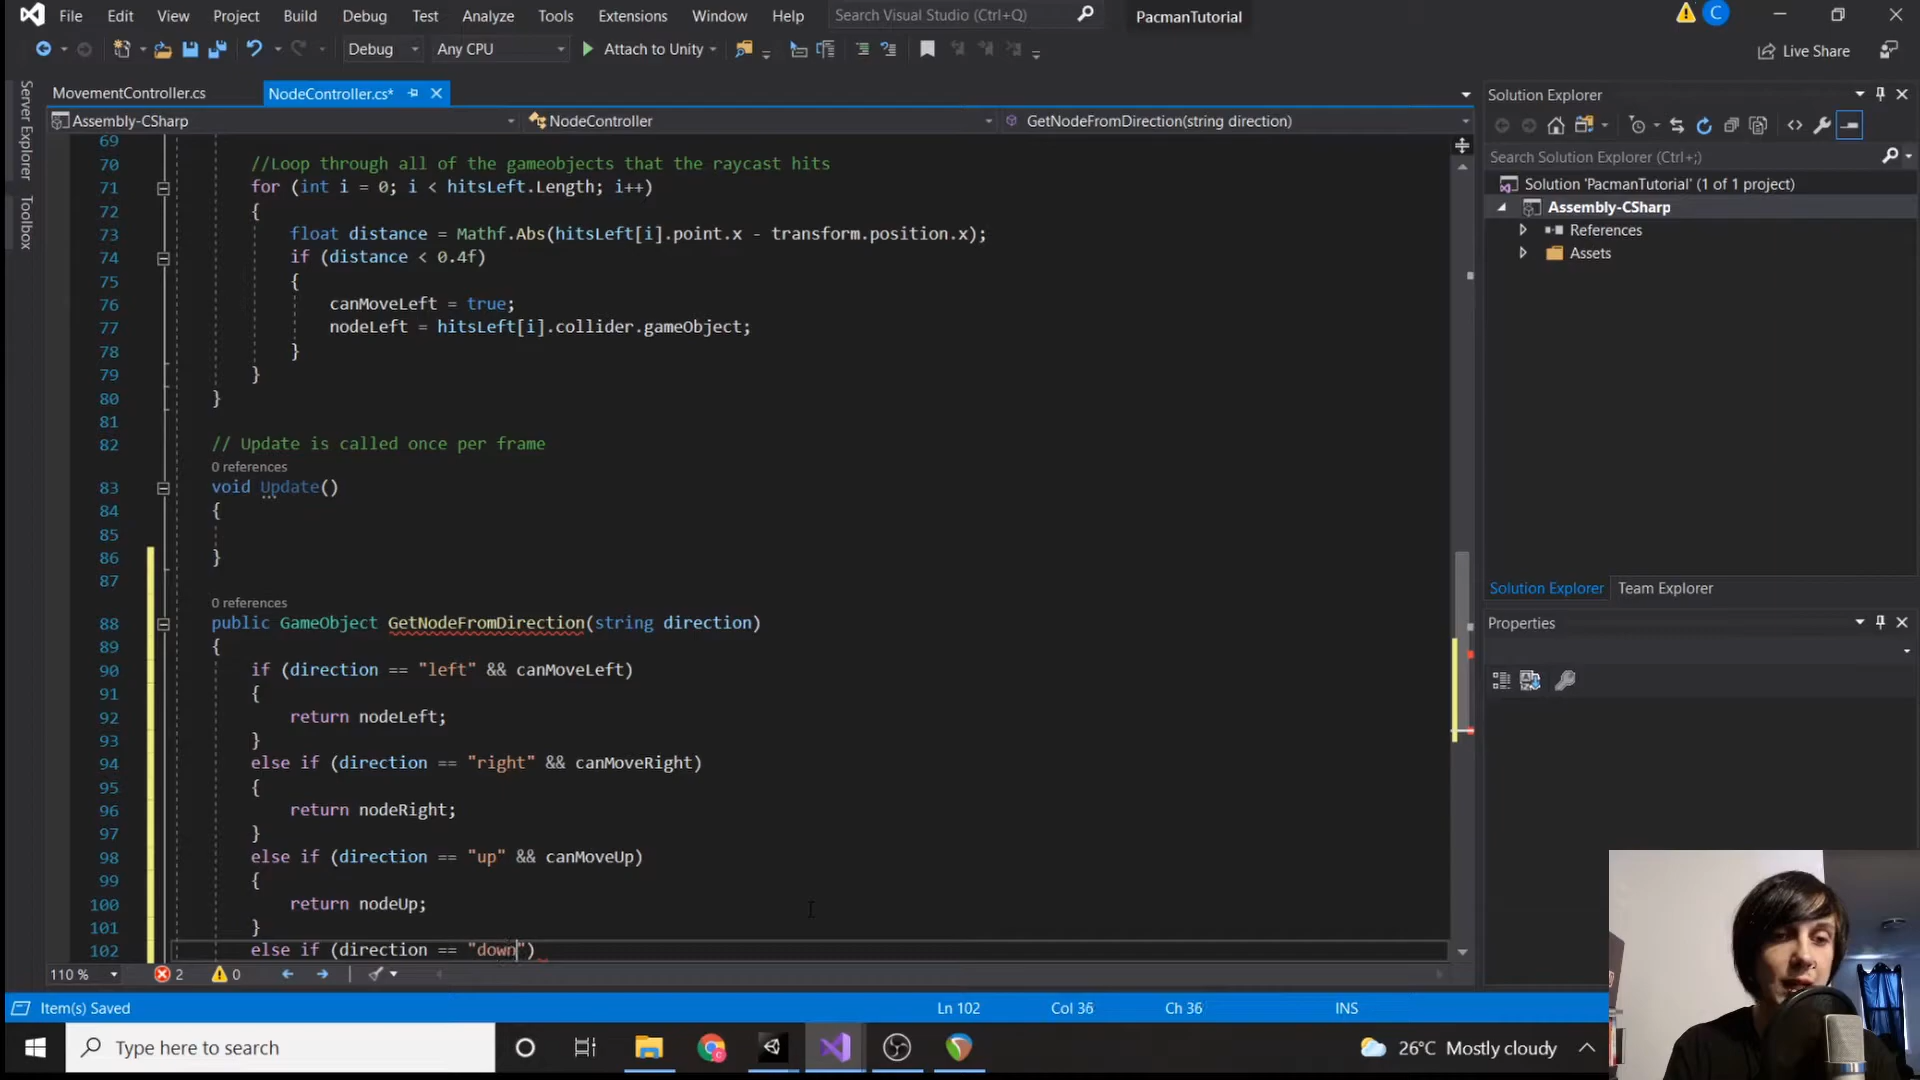 File Edit View Project Build Debug Test Analyze Tools Extensions Window Help Search Visual Studio (Ctrl+Q) PacmanTutorial C
Debug Any CPU Attach to Unity Live Share
Server Explorer
Toolbox
MovementController.cs NodeController.cs*
Assembly-CSharp NodeController GetNodeFromDirection(string direction)
69
70 //Loop through all of the gameobjects that the raycast hits
71 for (int i = 0; i < hitsLeft.Length; i++)
72 {
73 float distance = Mathf.Abs(hitsLeft[i].point.x - transform.position.x);
74 if (distance < 0.4f)
75 {
76 canMoveLeft = true;
77 nodeLeft = hitsLeft[i].collider.gameObject;
78 }
79 }
80 }
81
82 // Update is called once per frame
0 references
83 void Update()
84 {
85
86 }
87
0 references
88 public GameObject GetNodeFromDirection(string direction)
89 {
90 if (direction == "left" && canMoveLeft)
91 {
92 return nodeLeft;
93 }
94 else if (direction == "right" && canMoveRight)
95 {
96 return nodeRight;
97 }
98 else if (direction == "up" && canMoveUp)
99 {
100 return nodeUp;
101 }
102 else if (direction == "down")
110 % 2 0
Solution Explorer
Search Solution Explorer (Ctrl+;)
Solution 'PacmanTutorial' (1 of 1 project)
Assembly-CSharp
References
Assets
Solution Explorer Team Explorer
Properties
Item(s) Saved Ln 102 Col 36 Ch 36 INS
Type here to search 26°C Mostly cloudy